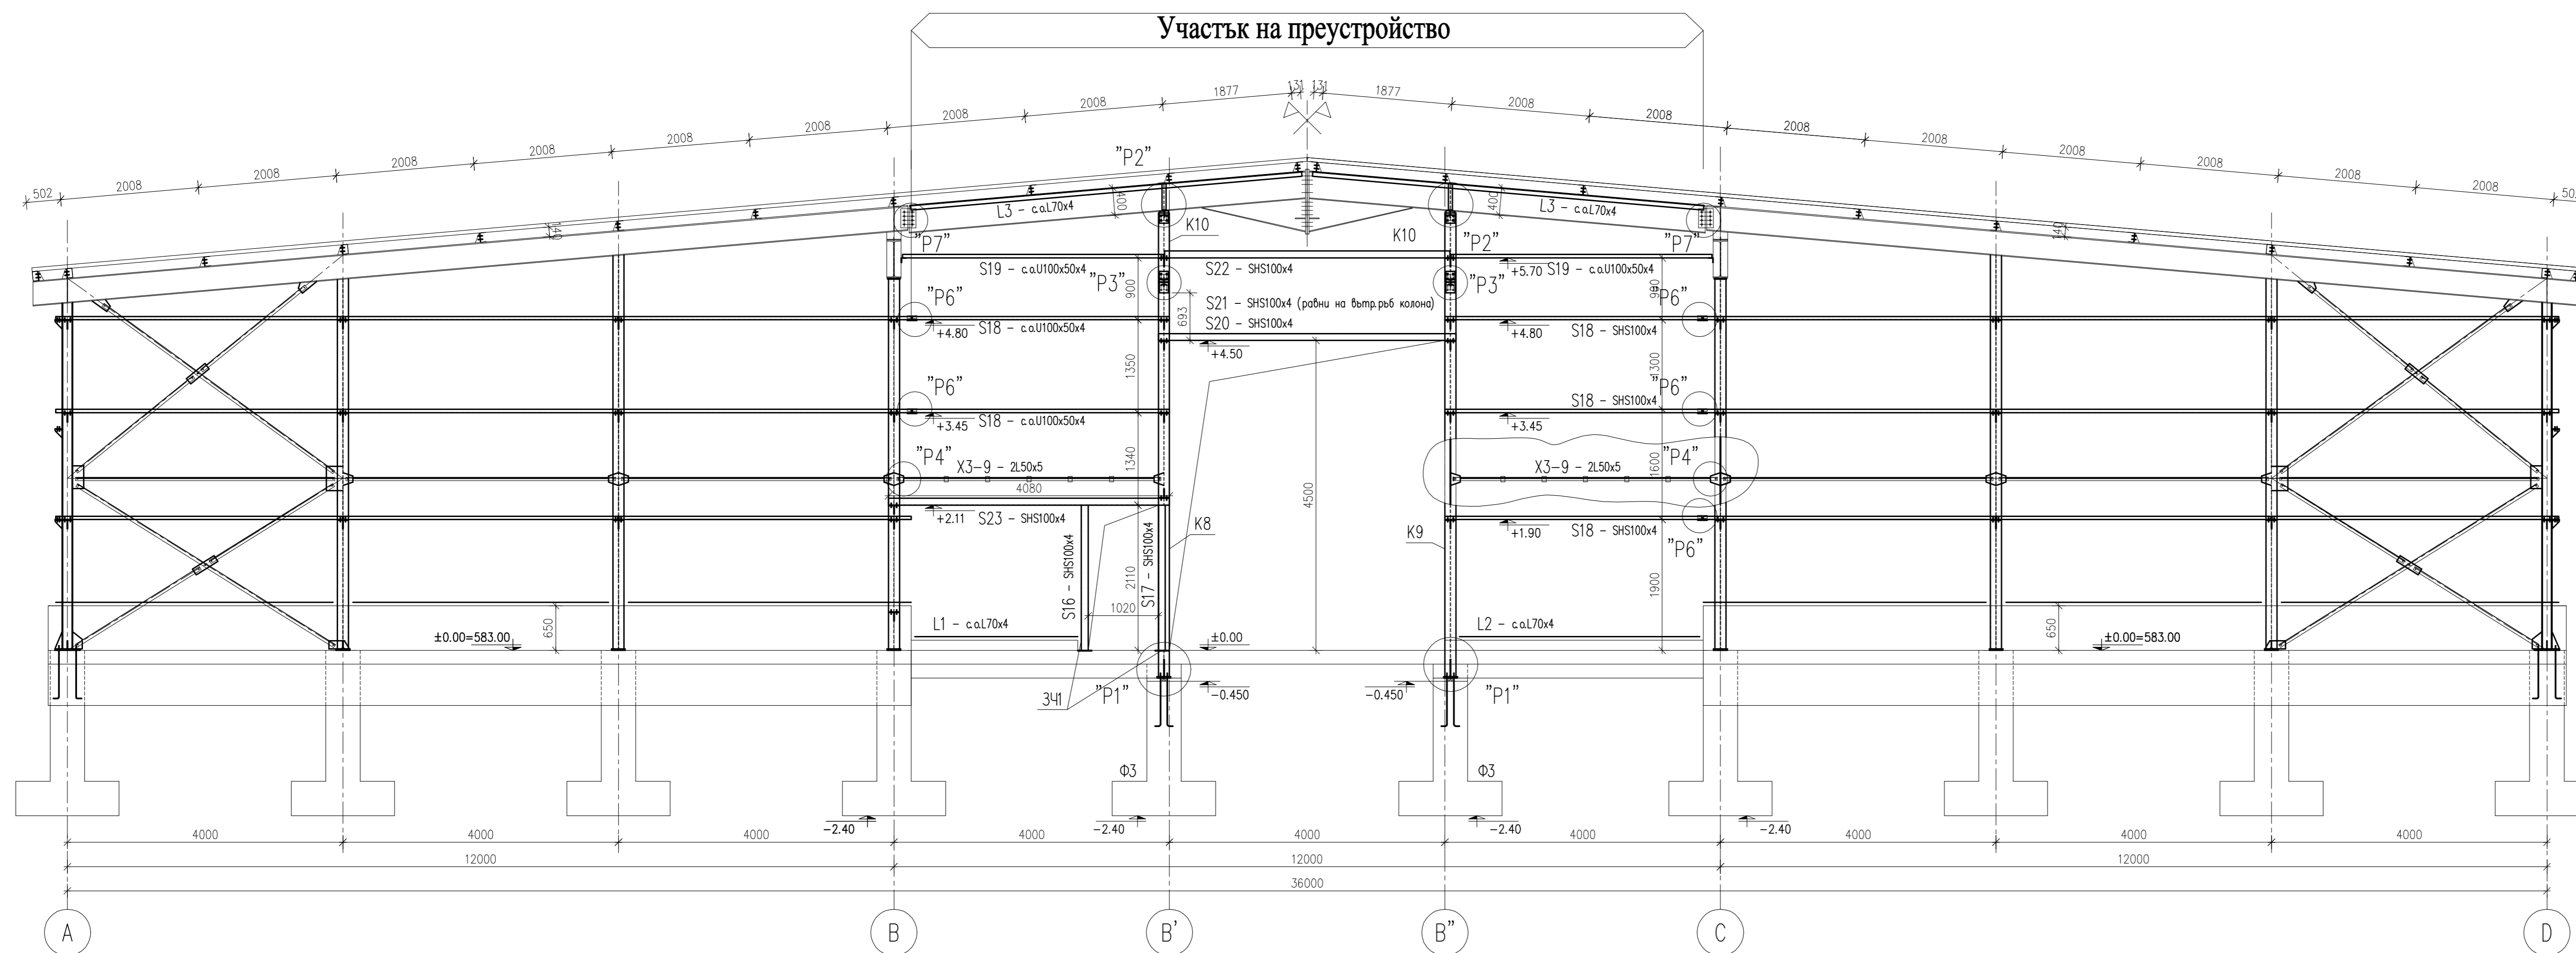 Участък на преустройство
131 131
1877 1877
2008 2008
2008 2008
2008 2008
2008 2008
2008 2008
2008 2008
2008 2008
2008 2008
502
"P2"
400 L3 - с.о.L70x4 400 L3 - с.о.L70x4
140 140
"P7" K10 K10 "P2" "P7"
S19 - с.о.U100x50x4 S22 - SHS100x4 +5.70 S19 - с.о.U100x50x4
"P3" "P3"
900
"P6" S21 - SHS100x4 (равни на вътр.ръб колона) "P6"
693 S20 - SHS100x4
+4.80 S18 - с.о.U100x50x4 +4.80 S18 - SHS100x4
+4.50
1350 1300
"P6" "P6"
S18 - SHS100x4
+3.45 S18 - с.о.U100x50x4 +3.45
"P4" 1340 1600 "P4"
X3-9 - 2L50x5 X3-9 - 2L50x5
4080
4500
+2.11 S23 - SHS100x4 K8 K9 +1.90 S18 - SHS100x4
"P6"
S16 - SHS100x4 2110 S17 - SHS100x4 1900
1020
650 L1 - с.о.L70x4 L2 - с.о.L70x4 650
±0.00=583.00 ±0.00 ±0.00=583.00
ЗЧ1 "P1" -0.450 -0.450 "P1"
Ф3 Ф3
-2.40 -2.40 -2.40 -2.40
4000 4000 4000 4000 4000 4000 4000 4000 4000
12000 12000 12000
36000
A B B' B" C D